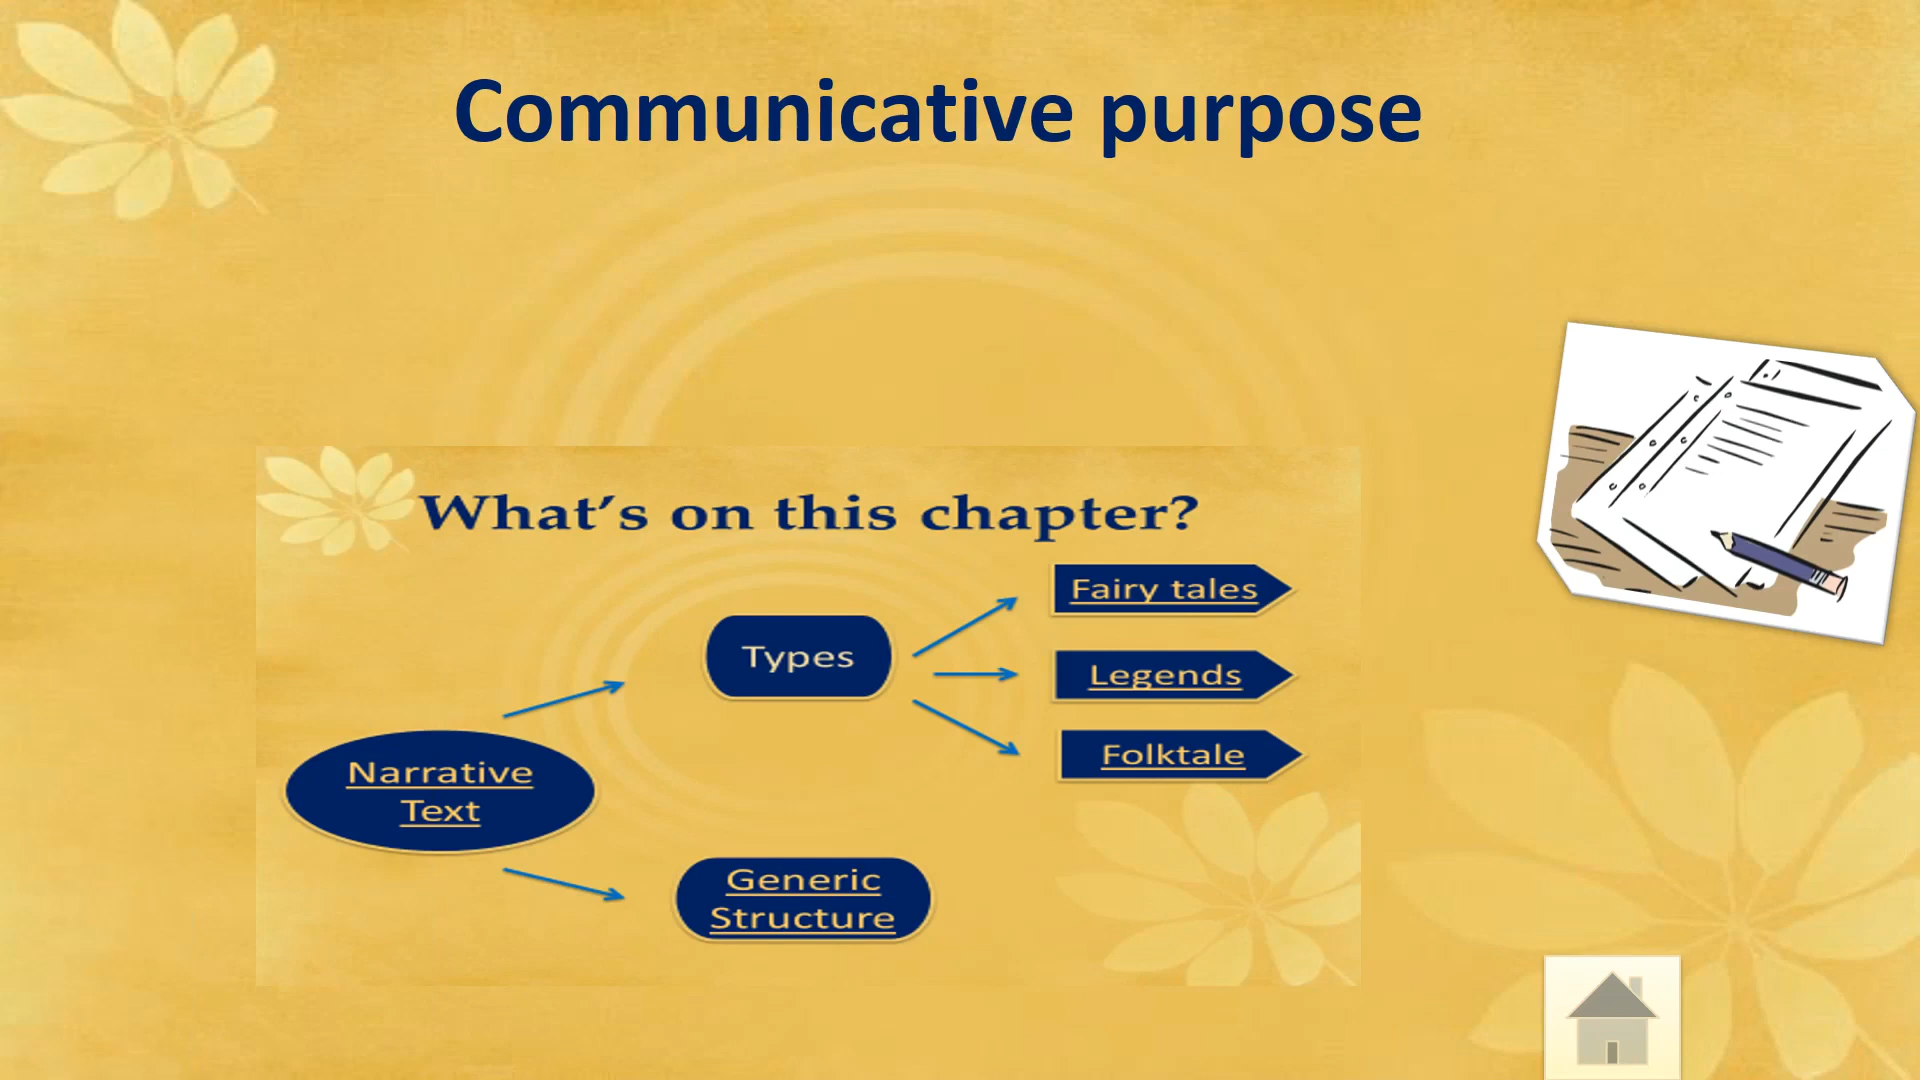 Communicative purpose
What's on this chapter?
Fairy tales
Types
Legends
Folktale
Narrative
Text
Generic
Structure